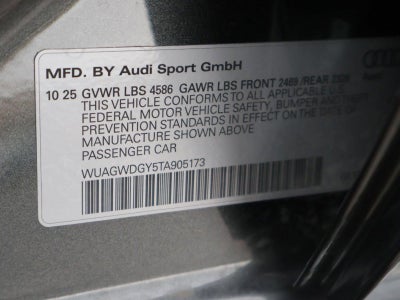 MFD. BY Audi Sport GmbH
10 25 GVWR LBS 4586 GAWR LBS FRONT 2469 /REAR 2326
THIS VEHICLE CONFORMS TO ALL APPLICABLE U.S.
FEDERAL MOTOR VEHICLE SAFETY, BUMPER AND THEFT
PREVENTION STANDARDS IN EFFECT ON THE DATE OF
MANUFACTURE SHOWN ABOVE.
PASSENGER CAR
WUAGWDGY5TA905173